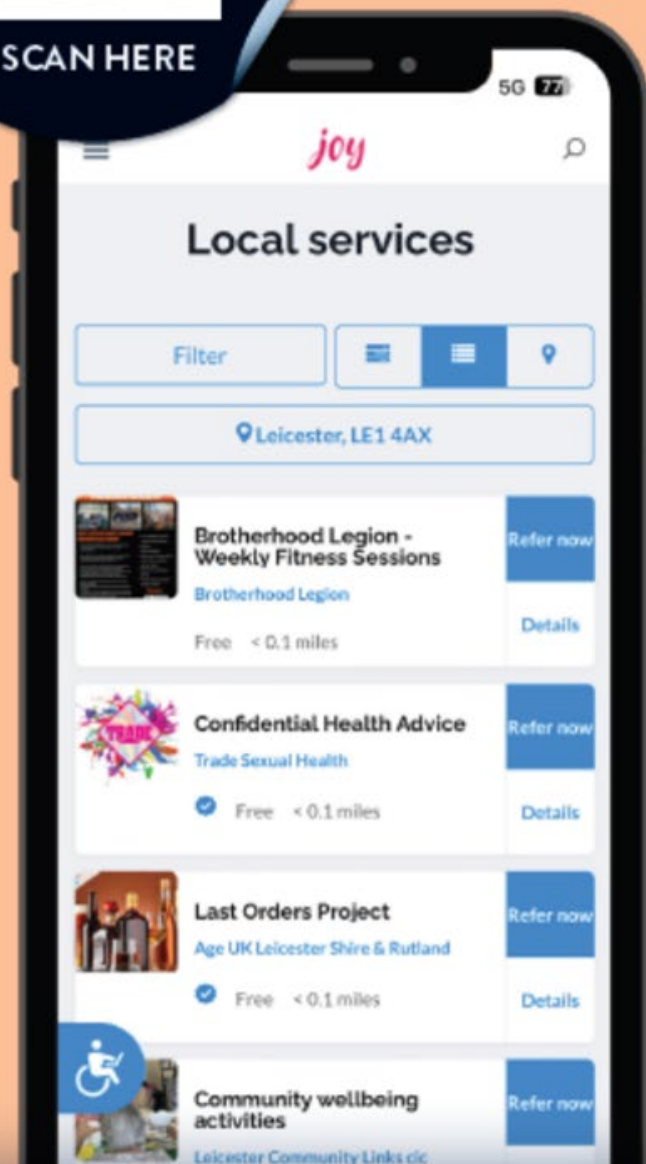 SCAN HERE
5G 77
joy
Local services
Filter
Leicester, LE1 4AX
Brotherhood Legion -
Weekly Fitness Sessions
Brotherhood Legion
Free < 0.1 miles
Refer now
Details
TRADE
Confidential Health Advice
Trade Sexual Health
Free < 0.1 miles
Refer now
Details
Last Orders Project
Age UK Leicester Shire & Rutland
Free < 0.1 miles
Refer now
Details
Community wellbeing
activities
Leicester Community Links cic
Refer now